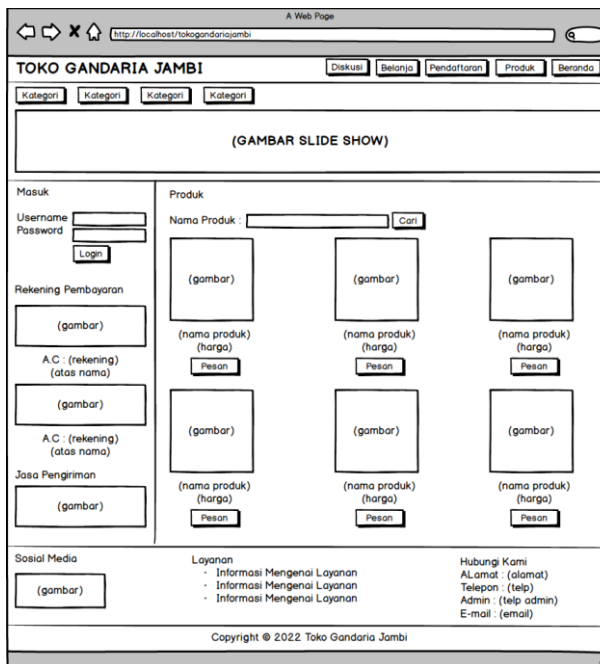 A Web Page
http://localhost/tokogandariajambi
TOKO GANDARIA JAMBI
Diskusi Belanja Pendaftaran Produk Beranda
Kategori Kategori Kategori Kategori
(GAMBAR SLIDE SHOW)
Masuk
Username
Password
Login
Rekening Pembayaran
(gambar)
A.C : (rekening)
(atas nama)
(gambar)
A.C : (rekening)
(atas nama)
Jasa Pengiriman
(gambar)
Produk
Nama Produk : Cari
(gambar) (gambar) (gambar)
(nama produk) (nama produk) (nama produk)
(harga) (harga) (harga)
Pesan Pesan Pesan
(gambar) (gambar) (gambar)
(nama produk) (nama produk) (nama produk)
(harga) (harga) (harga)
Pesan Pesan Pesan
Sosial Media
(gambar)
Layanan
- Informasi Mengenai Layanan
- Informasi Mengenai Layanan
- Informasi Mengenai Layanan
Hubungi Kami
ALamat : (alamat)
Telepon : (telp)
Admin : (telp admin)
E-mail : (email)
Copyright © 2022 Toko Gandaria Jambi